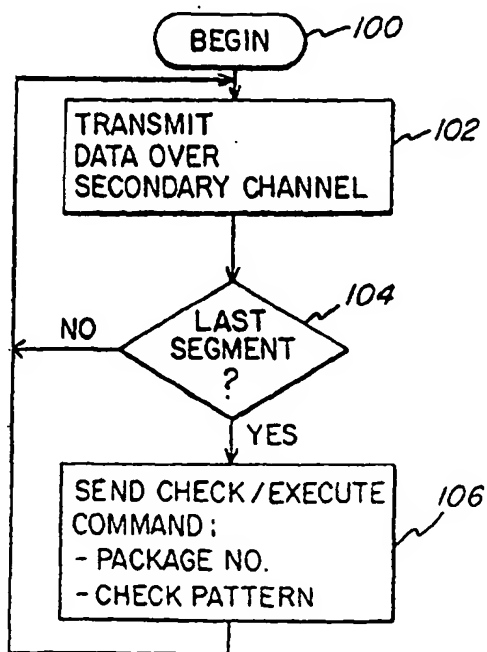 BEGIN
100
TRANSMIT
DATA OVER
SECONDARY CHANNEL
102
LAST
SEGMENT
?
104
NO
YES
SEND CHECK/EXECUTE
COMMAND:
- PACKAGE NO.
- CHECK PATTERN
106